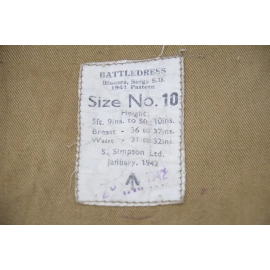 BATTLEDRESS
Blouses, Serge S.D.
1941 Pattern
Size No. 10
Height
5ft. 9ins. to 5ft. 10ins.
Breast - 36 to 37ins.
Waist - 31 to 32ins.
S. Simpson Ltd.
January, 1942